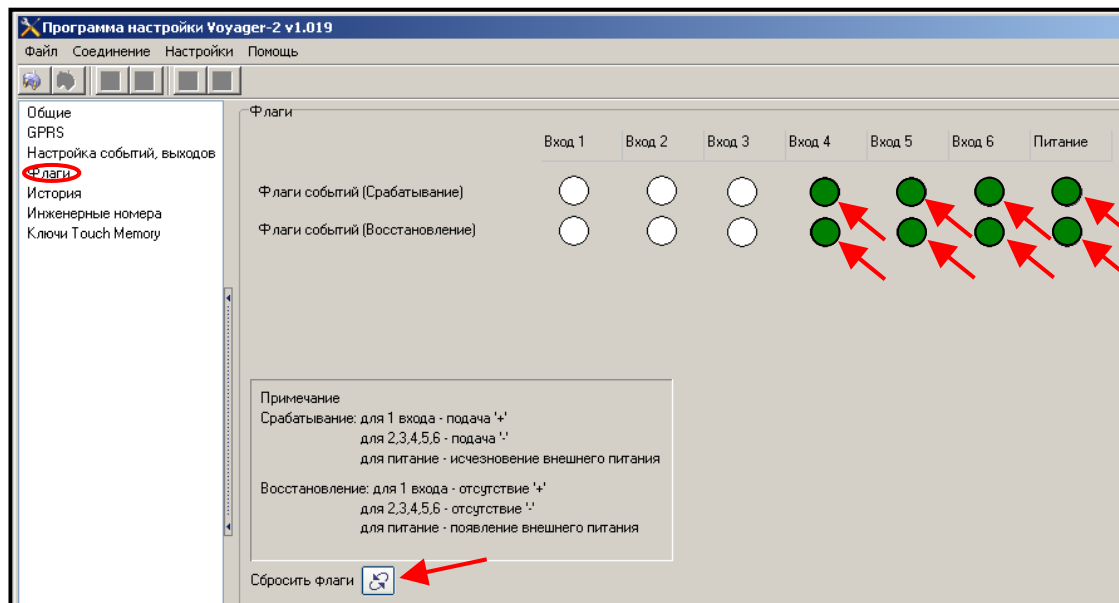 Программа настройки Voyager-2 v1.019
Файл Соединение Настройки Помощь
Общие
GPRS
Настройка событий, выходов
Флаги
История
Инженерные номера
Ключи Touch Memory
Флаги
Вход 1 Вход 2 Вход 3 Вход 4 Вход 5 Вход 6 Питание
Флаги событий (Срабатывание)
Флаги событий (Восстановление)
Примечание
Срабатывание: для 1 входа - подача '+'
для 2,3,4,5,6 - подача '-'
для питание - исчезновение внешнего питания
Восстановление: для 1 входа - отсутствие '+'
для 2,3,4,5,6 - отсутствие '-'
для питание - появление внешнего питания
Сбросить флаги